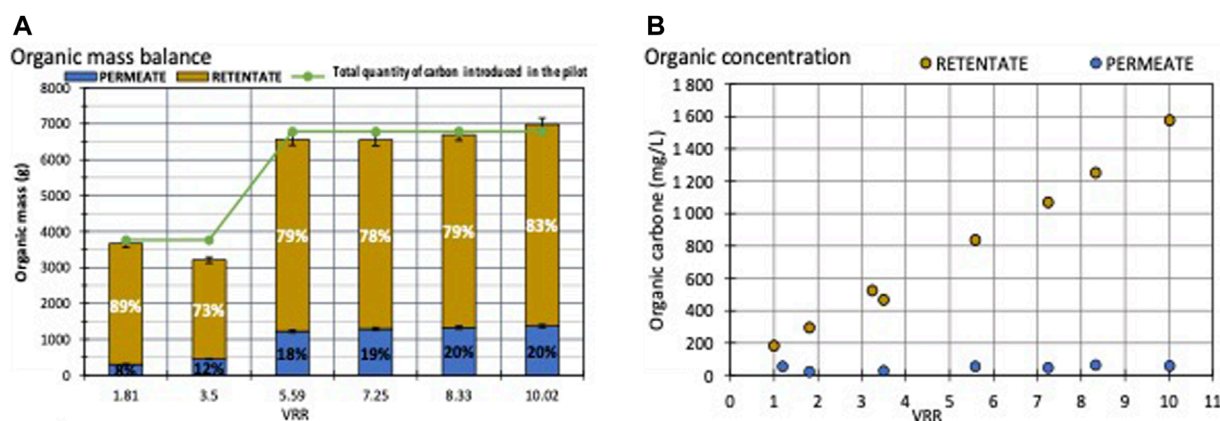 A
Organic mass balance
PERMEATE RETENTATE Total quantity of carbon introduced in the pilot
8000
7000
6000
5000
4000
3000
2000
1000
0
Organic mass (g)
89%
8%
73%
12%
79%
18%
78%
19%
79%
20%
83%
20%
1.81 3.5 5.59 7.25 8.33 10.02
VRR
B
Organic concentration
RETENTATE PERMEATE
1 800
1 600
1 400
1 200
1 000
800
600
400
200
0
Organic carbone (mg/L)
0 1 2 3 4 5 6 7 8 9 10 11
VRR